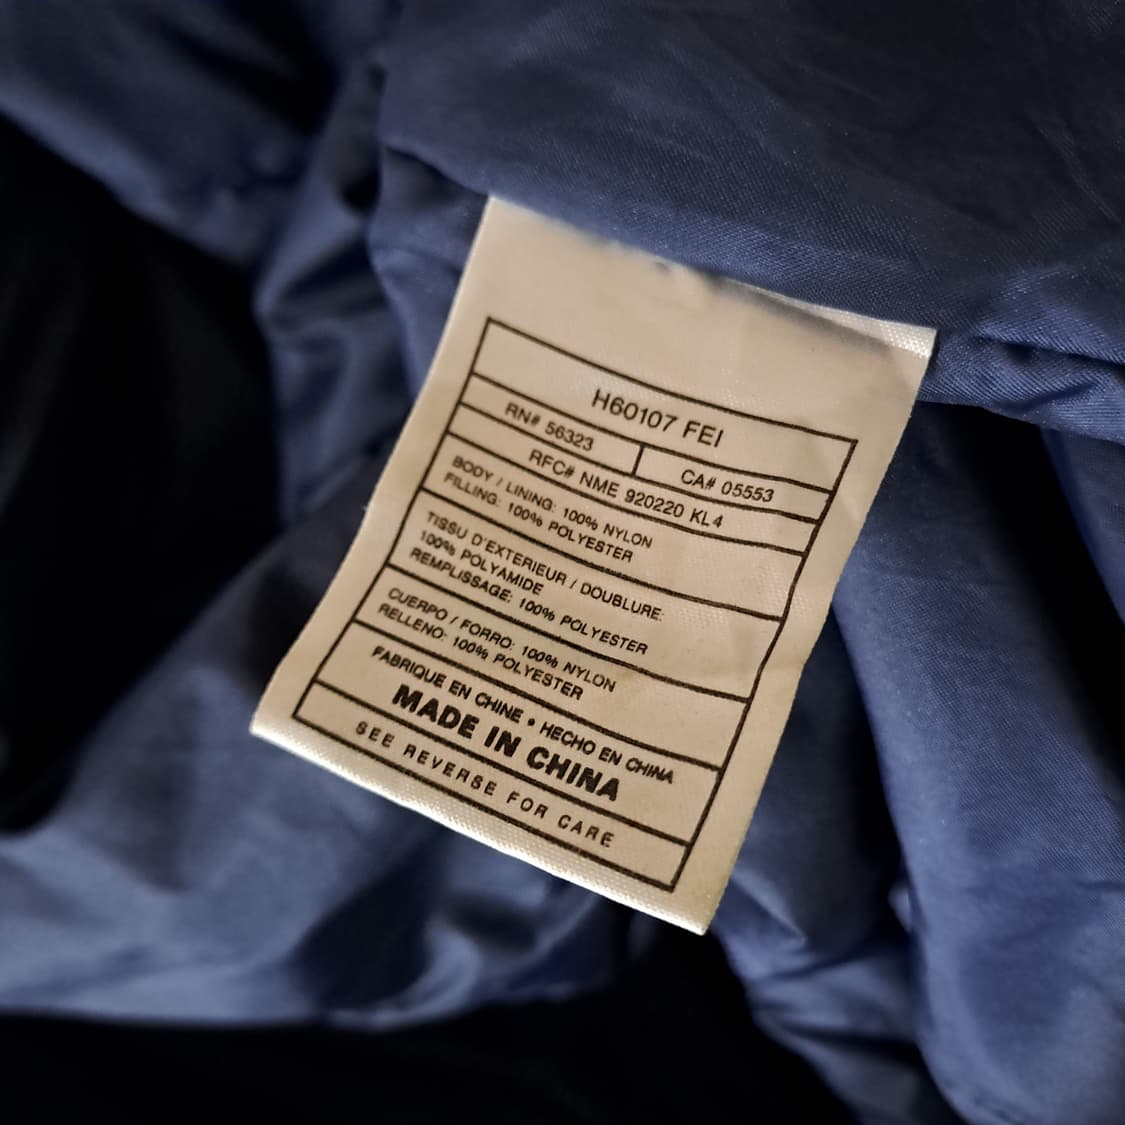 H60107 FEI
RN# 56323
CA# 05553
RFC# NME 920220 KL4
BODY / LINING: 100% NYLON
FILLING: 100% POLYESTER
TISSU D'EXTERIEUR / DOUBLURE:
100% POLYAMIDE
REMPLISSAGE: 100% POLYESTER
CUERPO / FORRO: 100% NYLON
RELLENO: 100% POLYESTER
FABRIQUE EN CHINE • HECHO EN CHINA
MADE IN CHINA
SEE REVERSE FOR CARE